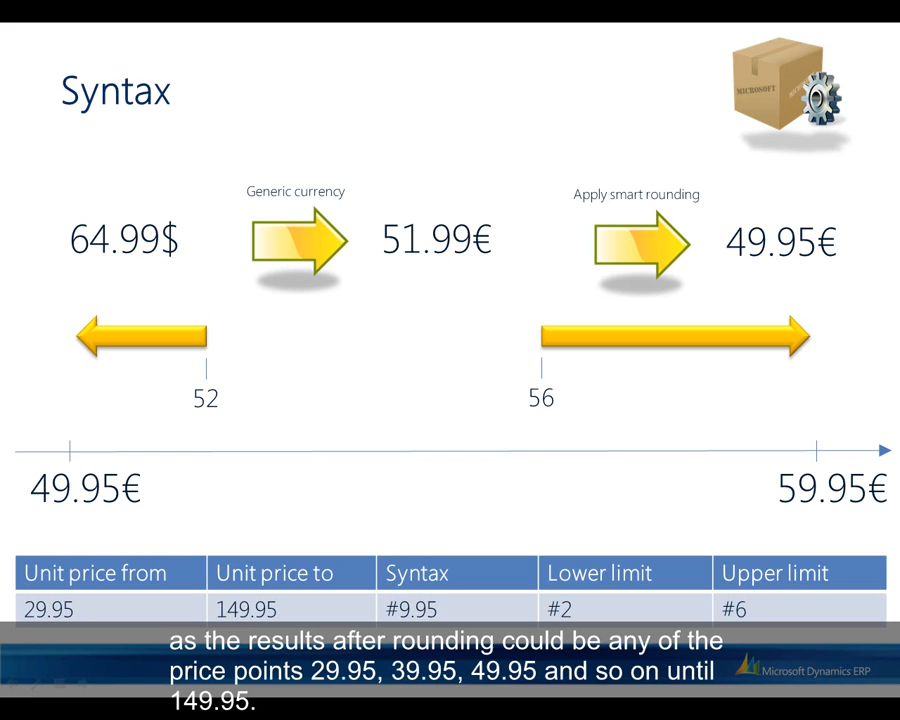 MICROSOFT
Syntax
Generic currency
Apply smart rounding
64.99$
51.99€
49.95€
52
56
49.95€
59.95€
Unit price from Unit price to Syntax Lower limit Upper limit
29.95 149.95 #9.95 #2 #6
as the results after rounding could be any of the
price points 29.95, 39.95, 49.95 and so on until
149.95.
Microsoft Dynamics ERP